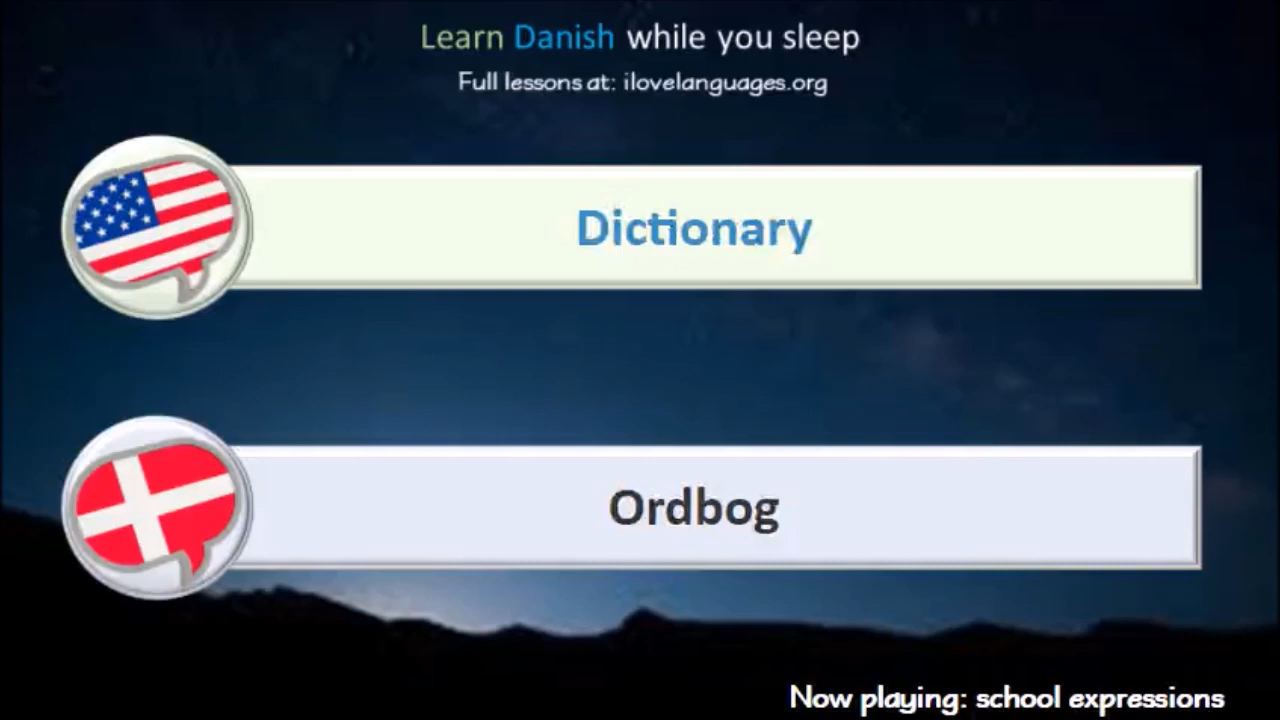 Learn Danish while you sleep
Full lessons at: ilovelanguages.org
Dictionary
Ordbog
Now playing: school expressions